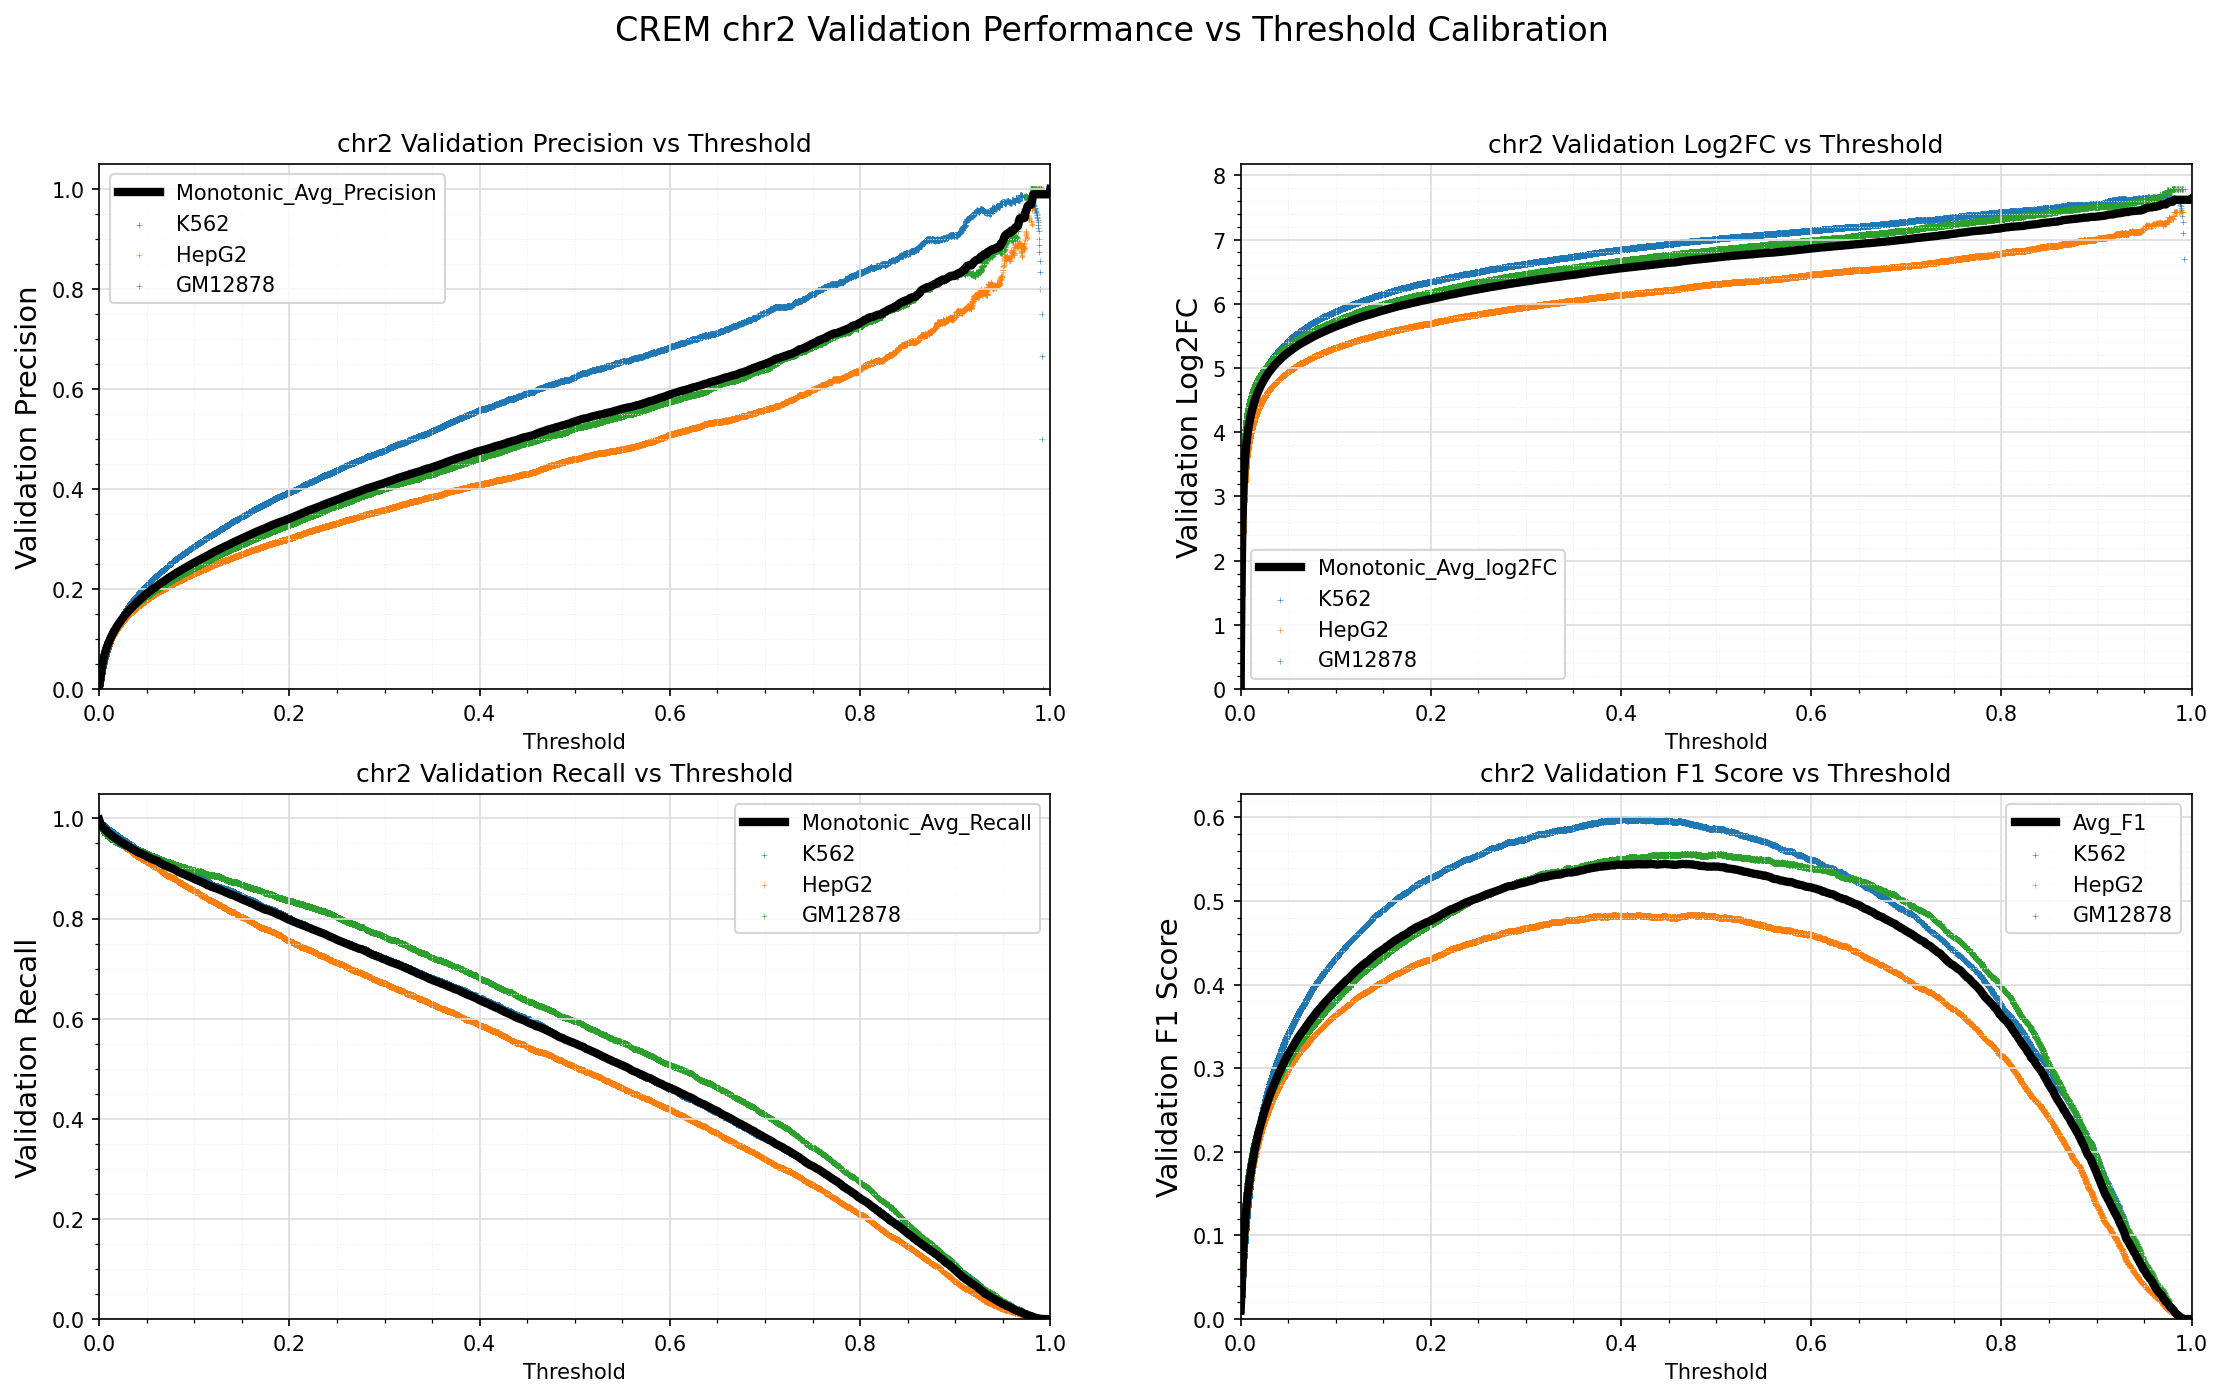 CREM chr2 Validation Performance vs Threshold Calibration
chr2 Validation Precision vs Threshold
Validation Precision
1.0
0.8
0.6
0.4
0.2
0.0
Monotonic_Avg_Precision
K562
HepG2
GM12878
0.0 0.2 0.4 0.6 0.8 1.0
Threshold
chr2 Validation Log2FC vs Threshold
Validation Log2FC
8
7
6
5
4
3
2
1
0
Monotonic_Avg_log2FC
K562
HepG2
GM12878
0.0 0.2 0.4 0.6 0.8 1.0
Threshold
chr2 Validation Recall vs Threshold
Validation Recall
1.0
0.8
0.6
0.4
0.2
0.0
Monotonic_Avg_Recall
K562
HepG2
GM12878
0.0 0.2 0.4 0.6 0.8 1.0
Threshold
chr2 Validation F1 Score vs Threshold
Validation F1 Score
0.6
0.5
0.4
0.3
0.2
0.1
0.0
Avg_F1
K562
HepG2
GM12878
0.0 0.2 0.4 0.6 0.8 1.0
Threshold